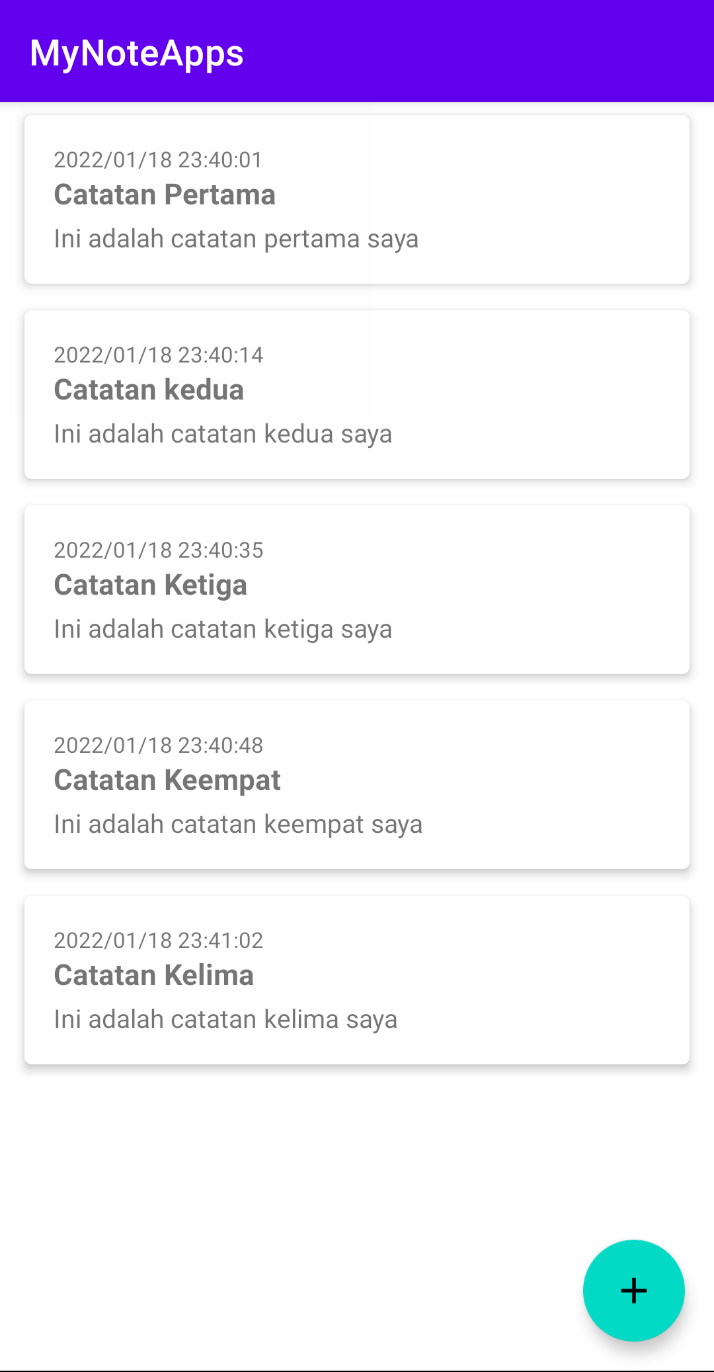 MyNoteApps
2022/01/18 23:40:01
Catatan Pertama
Ini adalah catatan pertama saya
2022/01/18 23:40:14
Catatan kedua
Ini adalah catatan kedua saya
2022/01/18 23:40:35
Catatan Ketiga
Ini adalah catatan ketiga saya
2022/01/18 23:40:48
Catatan Keempat
Ini adalah catatan keempat saya
2022/01/18 23:41:02
Catatan Kelima
Ini adalah catatan kelima saya
+